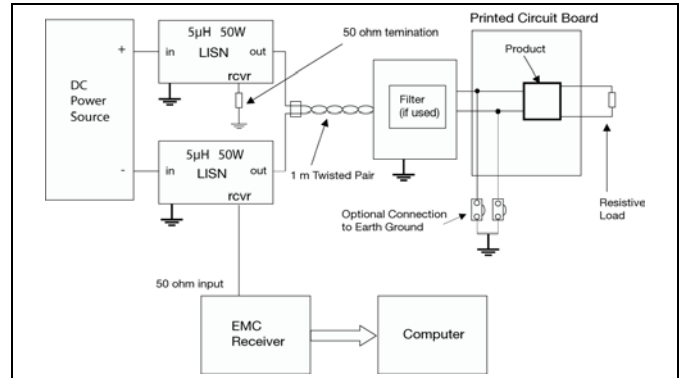 Printed Circuit Board
5µH 50W
LISN
in
out
rcvr
+
50 ohm temination
Product
DC
Power
Source
Filter
(if used)
-
5µH 50W
LISN
in
out
rcvr
1 m Twisted Pair
Optional Connection
to Earth Ground
Resistive
Load
50 ohm input
EMC
Receiver
Computer